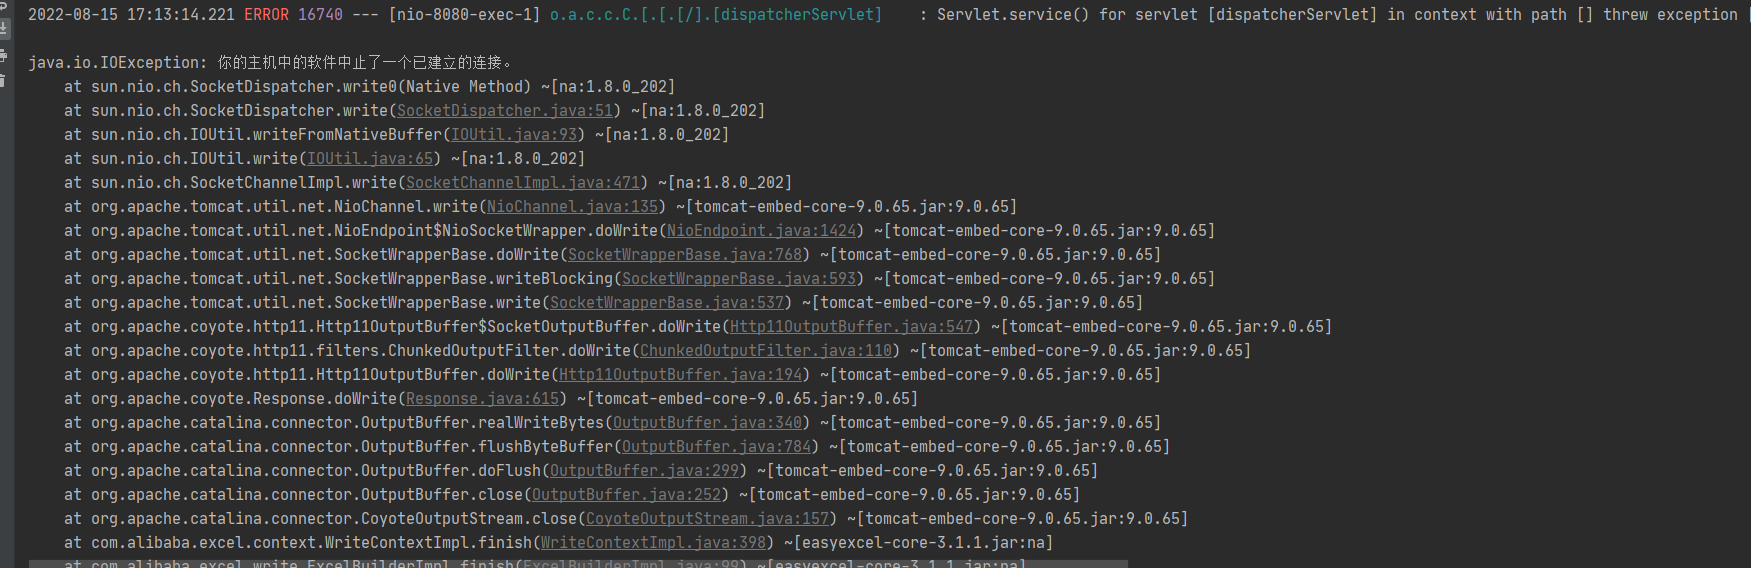 2022-08-15 17:13:14.221 ERROR 16740 --- [nio-8080-exec-1] o.a.c.c.C.[.[.[/].[dispatcherServlet]    : Servlet.service() for servlet [dispatcherServlet] in context with path [] threw exception
java.io.IOException: 你的主机中的软件中止了一个已建立的连接。
at sun.nio.ch.SocketDispatcher.write0(Native Method) ~[na:1.8.0_202]
at sun.nio.ch.SocketDispatcher.write(SocketDispatcher.java:51) ~[na:1.8.0_202]
at sun.nio.ch.IOUtil.writeFromNativeBuffer(IOUtil.java:93) ~[na:1.8.0_202]
at sun.nio.ch.IOUtil.write(IOUtil.java:65) ~[na:1.8.0_202]
at sun.nio.ch.SocketChannelImpl.write(SocketChannelImpl.java:471) ~[na:1.8.0_202]
at org.apache.tomcat.util.net.NioChannel.write(NioChannel.java:135) ~[tomcat-embed-core-9.0.65.jar:9.0.65]
at org.apache.tomcat.util.net.NioEndpoint$NioSocketWrapper.doWrite(NioEndpoint.java:1424) ~[tomcat-embed-core-9.0.65.jar:9.0.65]
at org.apache.tomcat.util.net.SocketWrapperBase.doWrite(SocketWrapperBase.java:768) ~[tomcat-embed-core-9.0.65.jar:9.0.65]
at org.apache.tomcat.util.net.SocketWrapperBase.writeBlocking(SocketWrapperBase.java:593) ~[tomcat-embed-core-9.0.65.jar:9.0.65]
at org.apache.tomcat.util.net.SocketWrapperBase.write(SocketWrapperBase.java:537) ~[tomcat-embed-core-9.0.65.jar:9.0.65]
at org.apache.coyote.http11.Http11OutputBuffer$SocketOutputBuffer.doWrite(Http11OutputBuffer.java:547) ~[tomcat-embed-core-9.0.65.jar:9.0.65]
at org.apache.coyote.http11.filters.ChunkedOutputFilter.doWrite(ChunkedOutputFilter.java:110) ~[tomcat-embed-core-9.0.65.jar:9.0.65]
at org.apache.coyote.http11.Http11OutputBuffer.doWrite(Http11OutputBuffer.java:194) ~[tomcat-embed-core-9.0.65.jar:9.0.65]
at org.apache.coyote.Response.doWrite(Response.java:615) ~[tomcat-embed-core-9.0.65.jar:9.0.65]
at org.apache.catalina.connector.OutputBuffer.realWriteBytes(OutputBuffer.java:340) ~[tomcat-embed-core-9.0.65.jar:9.0.65]
at org.apache.catalina.connector.OutputBuffer.flushByteBuffer(OutputBuffer.java:784) ~[tomcat-embed-core-9.0.65.jar:9.0.65]
at org.apache.catalina.connector.OutputBuffer.doFlush(OutputBuffer.java:299) ~[tomcat-embed-core-9.0.65.jar:9.0.65]
at org.apache.catalina.connector.OutputBuffer.close(OutputBuffer.java:252) ~[tomcat-embed-core-9.0.65.jar:9.0.65]
at org.apache.catalina.connector.CoyoteOutputStream.close(CoyoteOutputStream.java:157) ~[tomcat-embed-core-9.0.65.jar:9.0.65]
at com.alibaba.excel.context.WriteContextImpl.finish(WriteContextImpl.java:398) ~[easyexcel-core-3.1.1.jar:na]
at com.alibaba.excel.write.ExcelBuilderImpl.finish(ExcelBuilderImpl.java:99) ~[easyexcel-core-3.1.1.jar:na]